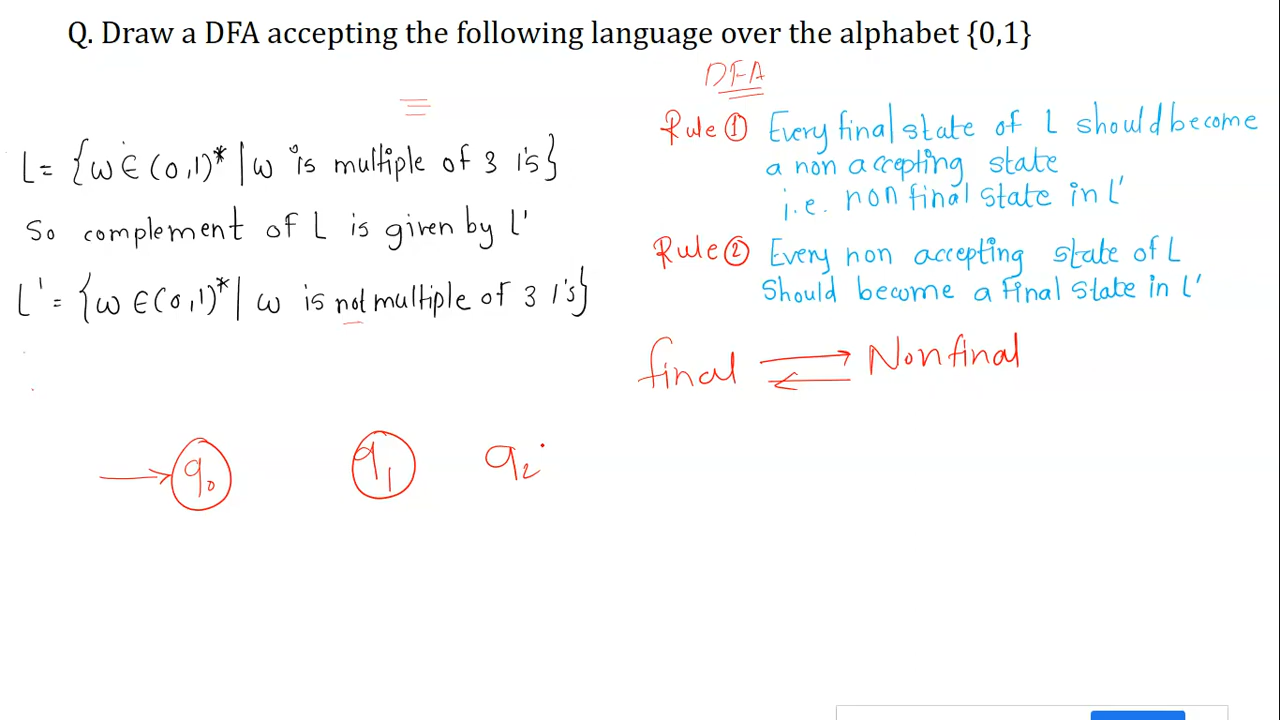 Q. Draw a DFA accepting the following language over the alphabet {0,1}
L= {ω ∈ (0,1)* | ω is multiple of 3 1's}
So complement of L is given by L'
L' = {ω ∈ (0,1)* | ω is not multiple of 3 1's}
DFA
Rule ① Every final state of L should become
a non accepting state
i.e. non final state in L'
Rule ② Every non accepting state of L
Should become a final state in L'
final ⇄ Nonfinal
q₀ q₁ q₂